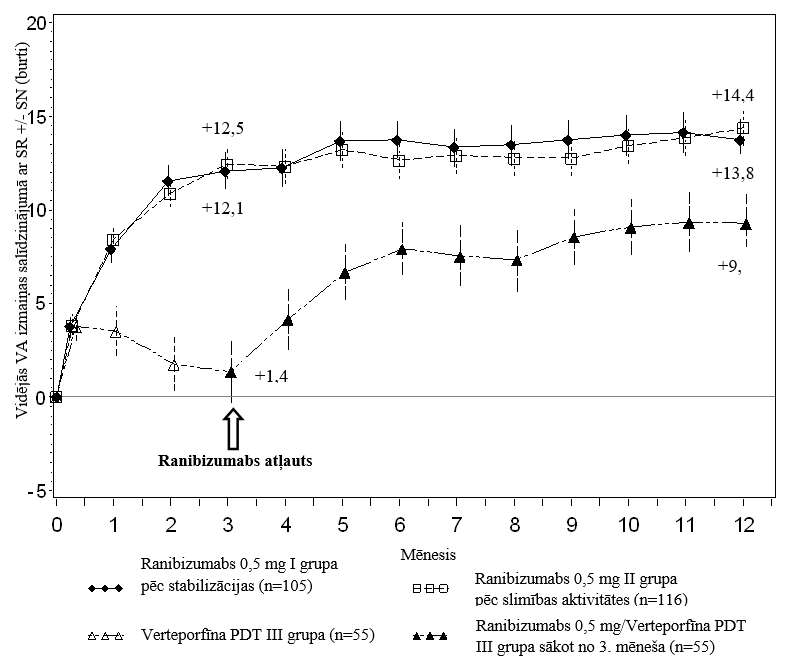 Vidējās VA izmaiņas salīdzinājumā ar SR +/- SN (burti)
20
15
10
5
0
-5
+12,5
+12,1
+14,4
+13,8
+9,
+1,4
Ranibizumabs atļauts
0 1 2 3 4 5 6 7 8 9 10 11 12
Mēnesis
Ranibizumabs 0,5 mg I grupa
pēc stabilizācijas (n=105)
Ranibizumabs 0,5 mg II grupa
pēc slimības aktivitātes (n=116)
Verteporfīna PDT III grupa (n=55)
Ranibizumabs 0,5 mg/Verteporfīna PDT
III grupa sākot no 3. mēneša (n=55)